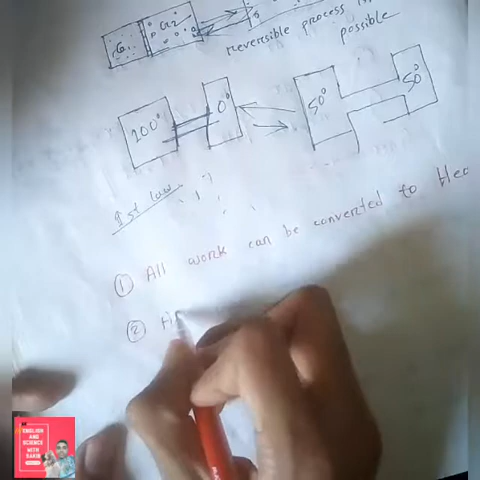 G1
G2
reversible process is
possible
200°
0°
50°
50°
1st law
① All work can be converted to Hea
②
ENGLISH
AND
SCIENCE
WITH